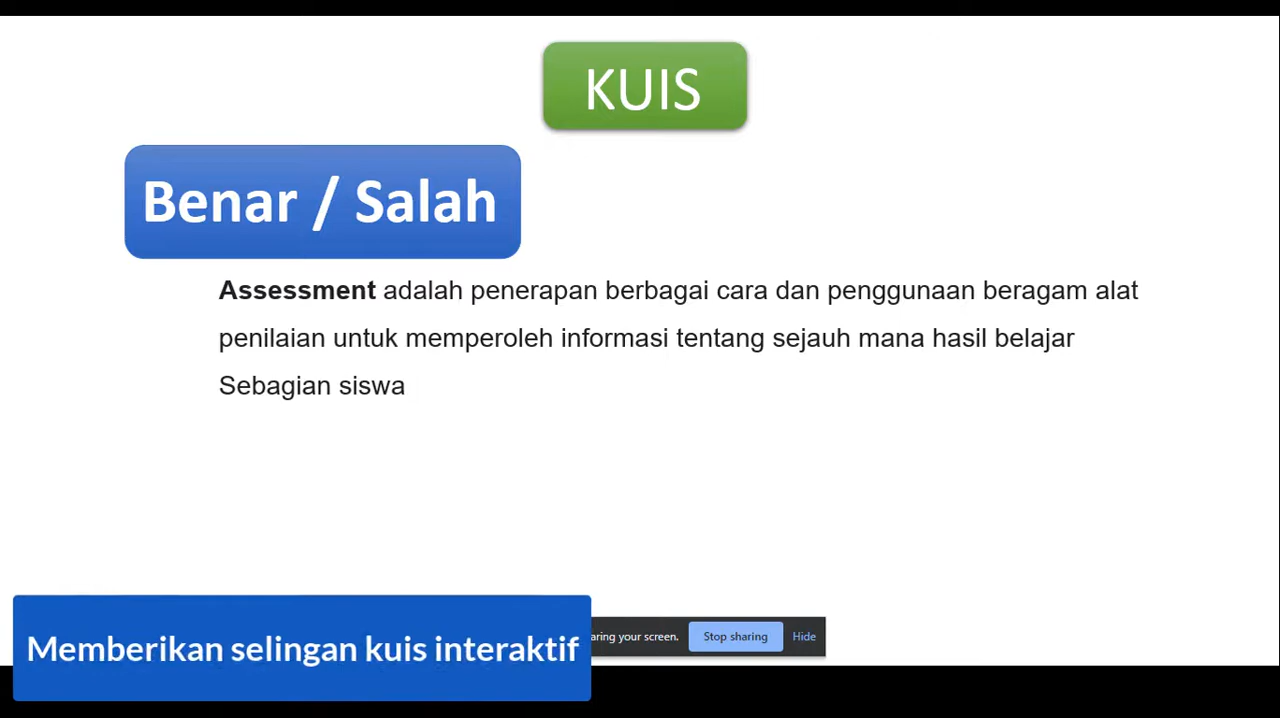 KUIS
Benar / Salah
Assessment adalah penerapan berbagai cara dan penggunaan beragam alat
penilaian untuk memperoleh informasi tentang sejauh mana hasil belajar
Sebagian siswa
Memberikan selingan kuis interaktif
your screen. Stop sharing Hide